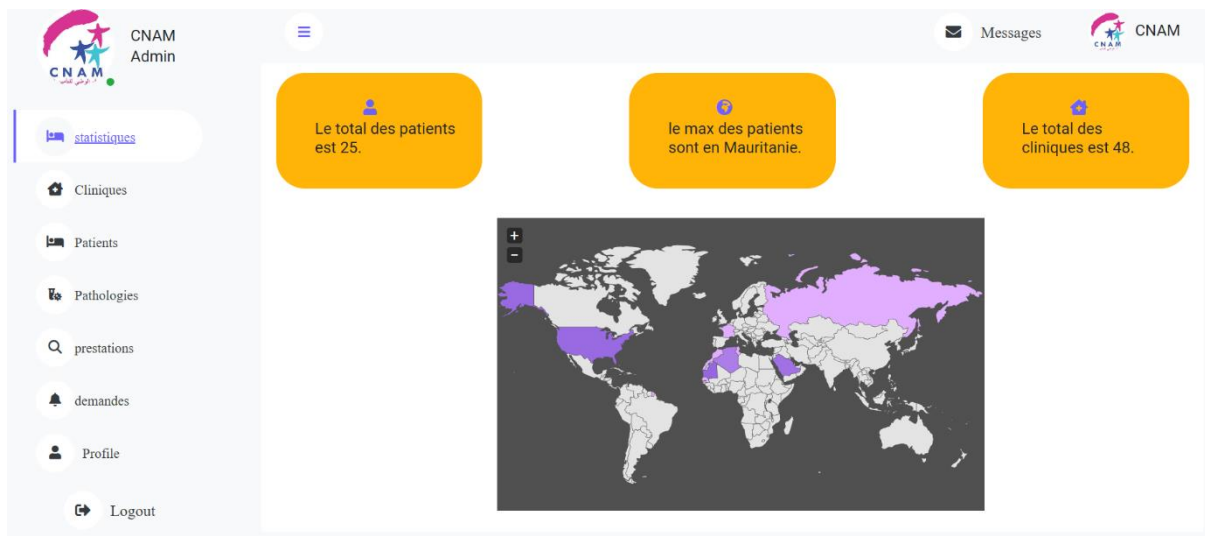 CNAM
Admin
CNAM
Messages
CNAM
CNAM
statistiques
Cliniques
Patients
Pathologies
prestations
demandes
Profile
Logout
Le total des patients
est 25.
le max des patients
sont en Mauritanie.
Le total des
cliniques est 48.
+
-